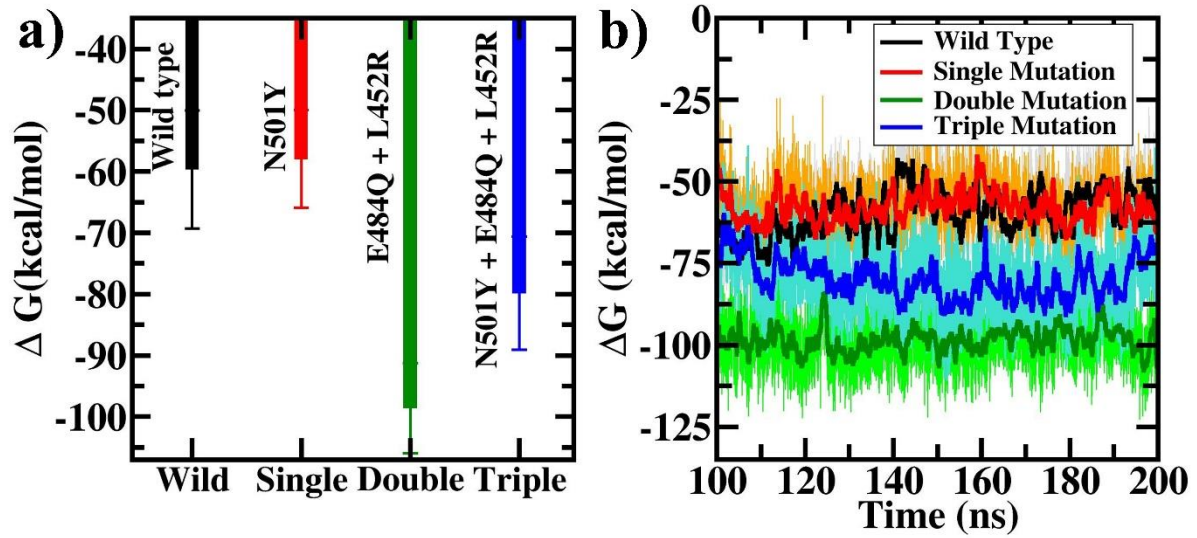 a)
Δ G(kcal/mol)
-40
-50
-60
-70
-80
-90
-100
Wild type
N501Y
E484Q + L452R
N501Y + E484Q + L452R
Wild Single Double Triple
b)
ΔG (kcal/mol)
0
-25
-50
-75
-100
-125
Wild Type
Single Mutation
Double Mutation
Triple Mutation
100 120 140 160 180 200
Time (ns)